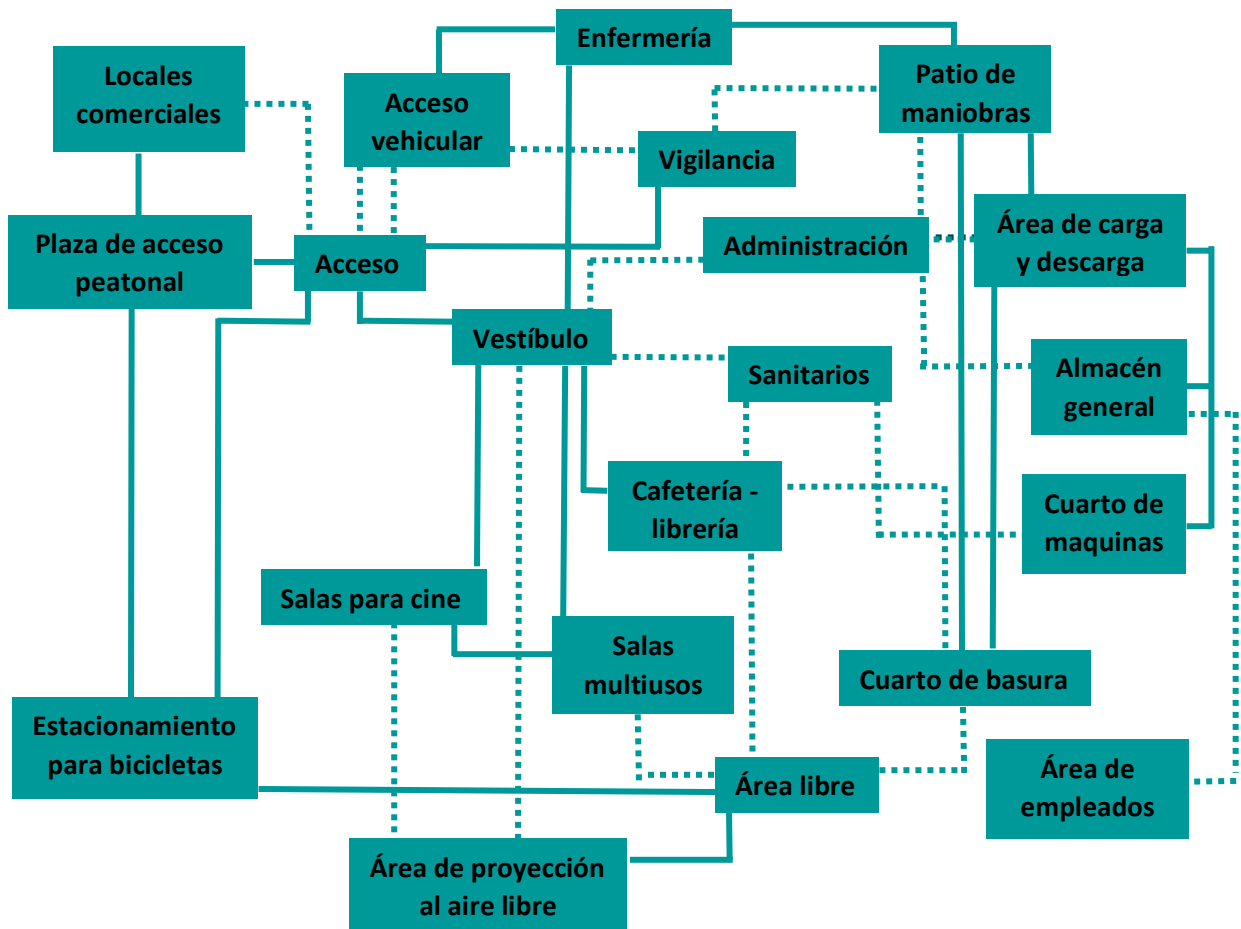 Enfermería
Locales
comerciales
Acceso
vehicular
Patio de
maniobras
Vigilancia
Plaza de acceso
peatonal
Acceso
Administración
Área de carga
y descarga
Vestíbulo
Sanitarios
Almacén
general
Cafetería -
librería
Cuarto de
maquinas
Salas para cine
Salas
multiusos
Cuarto de basura
Estacionamiento
para bicicletas
Área libre
Área de
empleados
Área de proyección
al aire libre